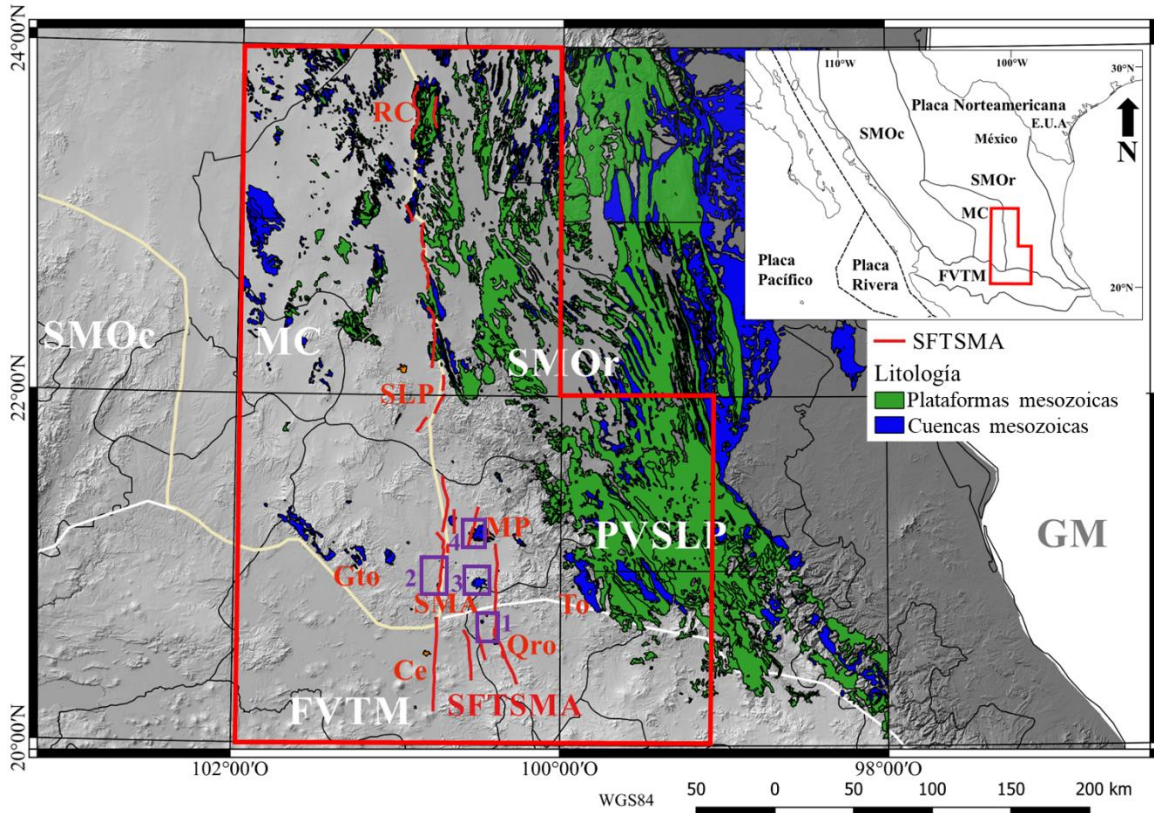 24°00'N
22°00'N
20°00'N
RC
SMOc
MC
SMOr
SLP
PVSLP
GM
MP
4
2
3
Gto
SMA
To
1
Qro
Ce
FVTM
SFTSMA
110°W
100°W
30°N
Placa Norteamericana
E.U.A
SMOc
México
N
SMOr
MC
Placa
Pacífico
Placa
Rivera
FVTM
20°N
SFTSMA
Litología
Plataformas mesozoicas
Cuencas mesozoicas
102°00'O
100°00'O
98°00'O
WGS84
50 0 50 100 150 200 km